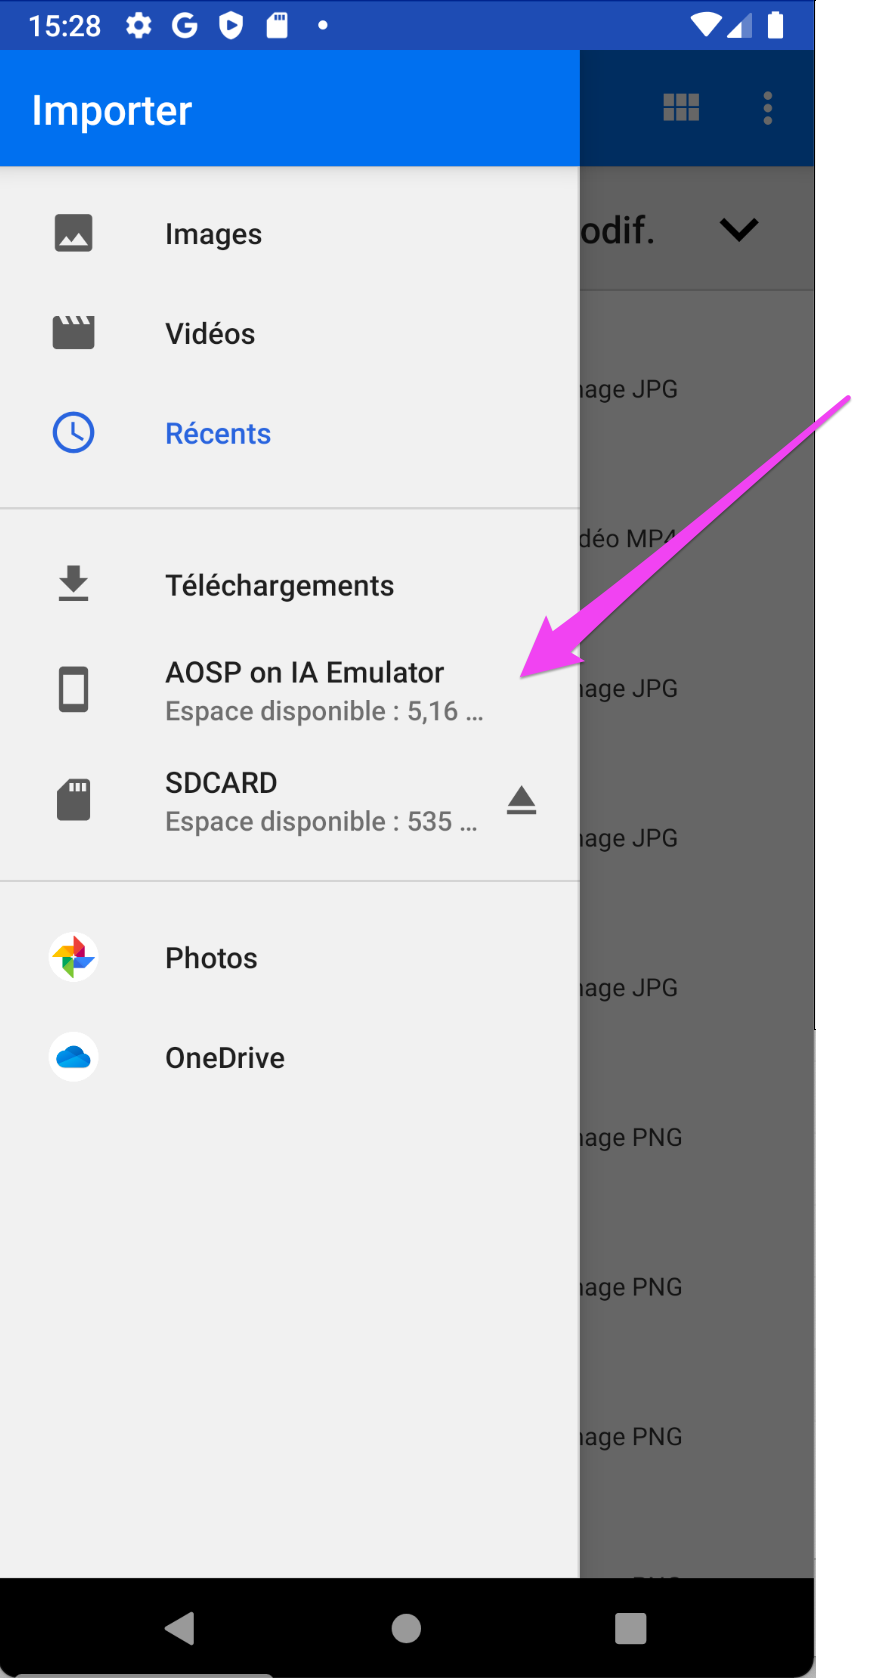 15:28
Importer
Images
odif.
Vidéos
age JPG
Récents
déo MP4
Téléchargements
AOSP on IA Emulator
age JPG
Espace disponible : 5,16 ...
SDCARD
Espace disponible : 535 ...
age JPG
Photos
age JPG
OneDrive
age PNG
age PNG
age PNG